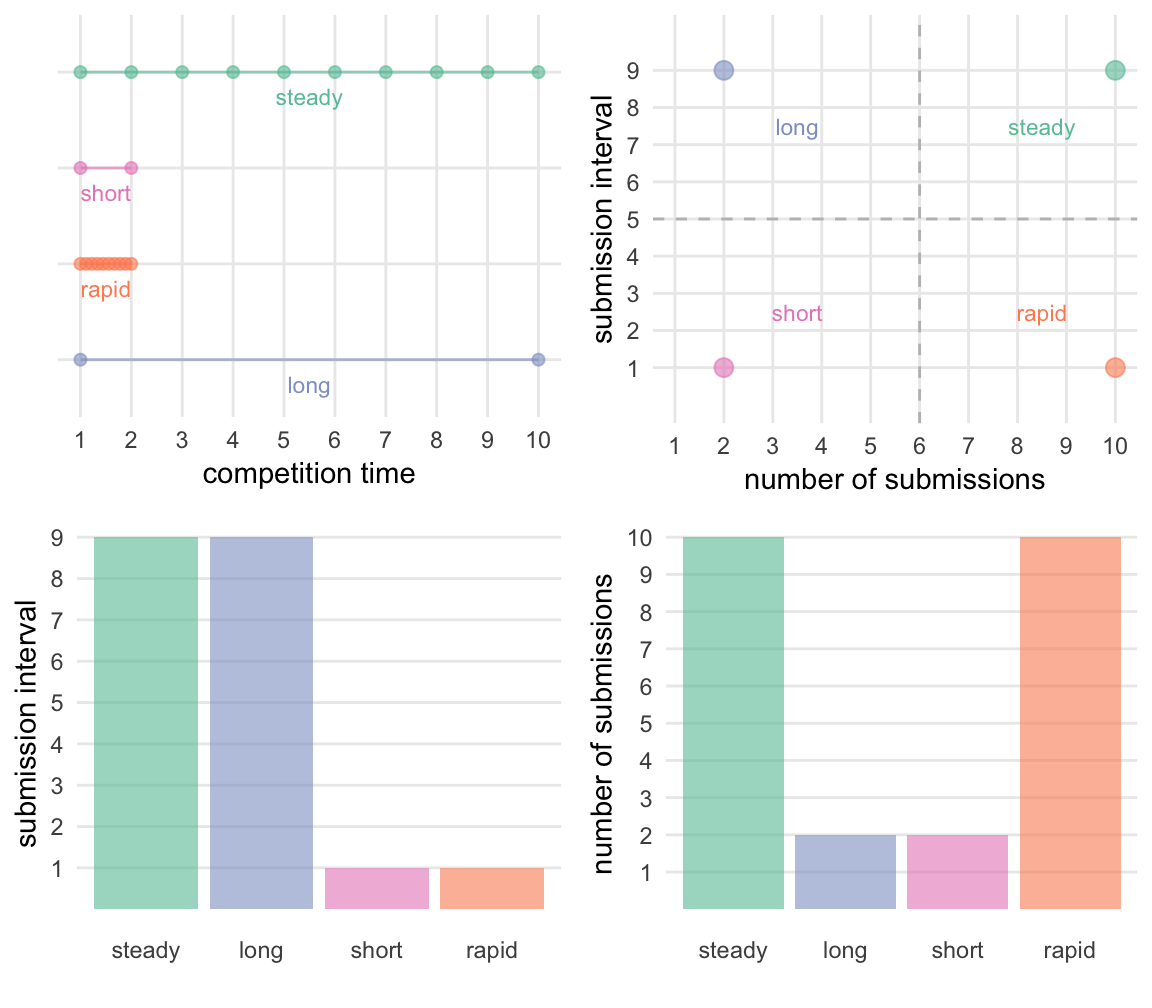 steady
short
rapid
long
1 2 3 4 5 6 7 8 9 10
competition time
submission interval
9
8
7
6
5
4
3
2
1
long
steady
short
rapid
1 2 3 4 5 6 7 8 9 10
number of submissions
submission interval
9
8
7
6
5
4
3
2
1
steady long short rapid
number of submissions
10
9
8
7
6
5
4
3
2
1
steady long short rapid